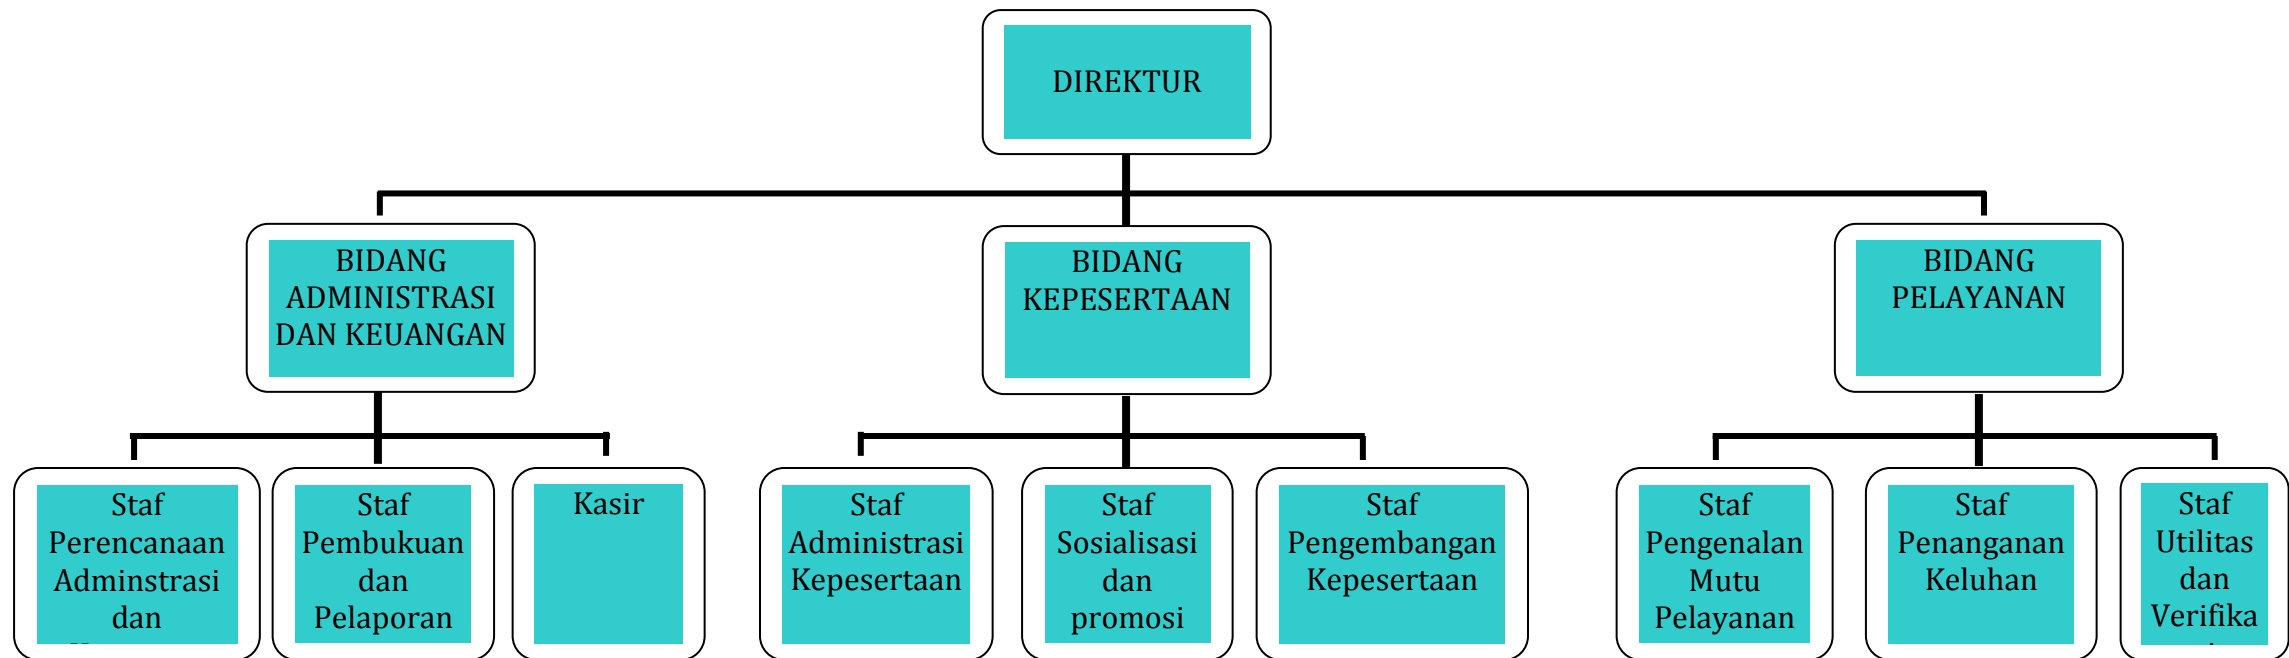 DIREKTUR
BIDANG
ADMINISTRASI
DAN KEUANGAN
BIDANG
KEPESERTAAN
BIDANG
PELAYANAN
Staf
Perencanaan
Adminstrasi
dan
Staf
Pembukuan
dan
Pelaporan
Kasir
Staf
Administrasi
Kepesertaan
Staf
Sosialisasi
dan
promosi
Staf
Pengembangan
Kepesertaan
Staf
Pengenalan
Mutu
Pelayanan
Staf
Penanganan
Keluhan
Staf
Utilitas
dan
Verifika